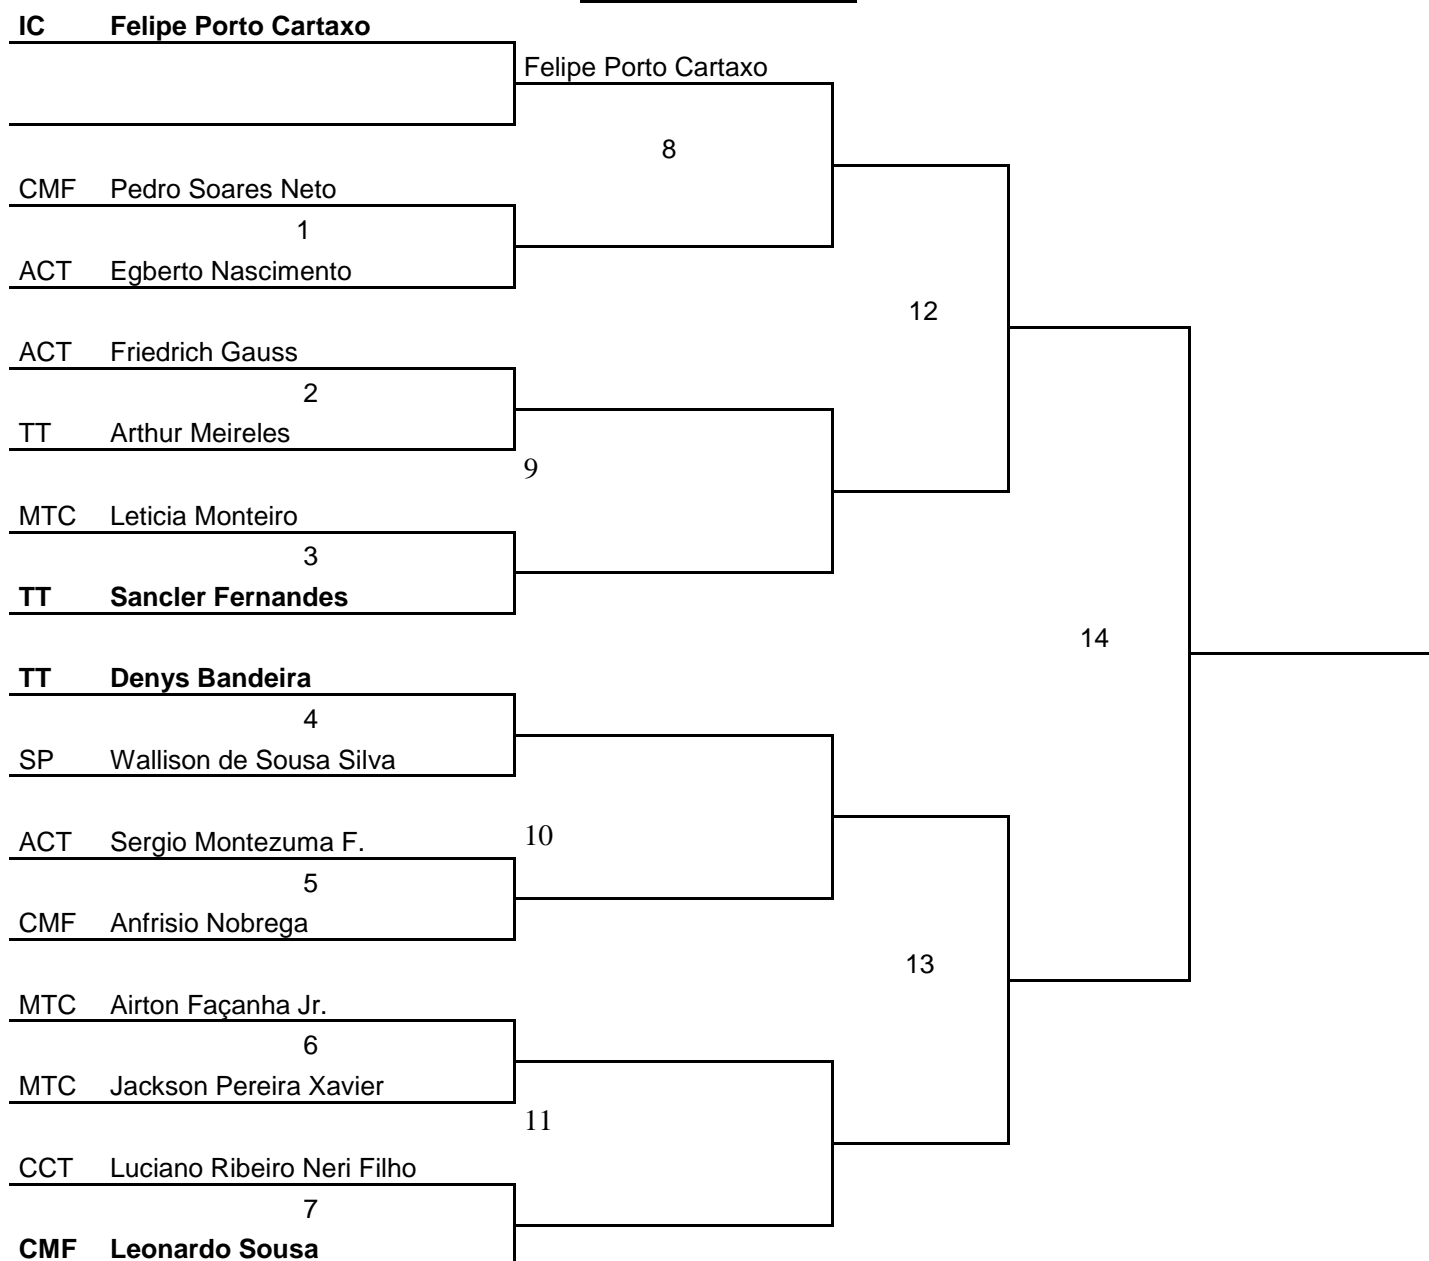 IC Felipe Porto Cartaxo
Felipe Porto Cartaxo
8
CMF Pedro Soares Neto
1
ACT Egberto Nascimento
12
ACT Friedrich Gauss
2
TT Arthur Meireles
9
MTC Leticia Monteiro
3
TT Sancler Fernandes
14
TT Denys Bandeira
4
SP Wallison de Sousa Silva
10
ACT Sergio Montezuma F.
5
CMF Anfrisio Nobrega
13
MTC Airton Façanha Jr.
6
MTC Jackson Pereira Xavier
11
CCT Luciano Ribeiro Neri Filho
7
CMF Leonardo Sousa